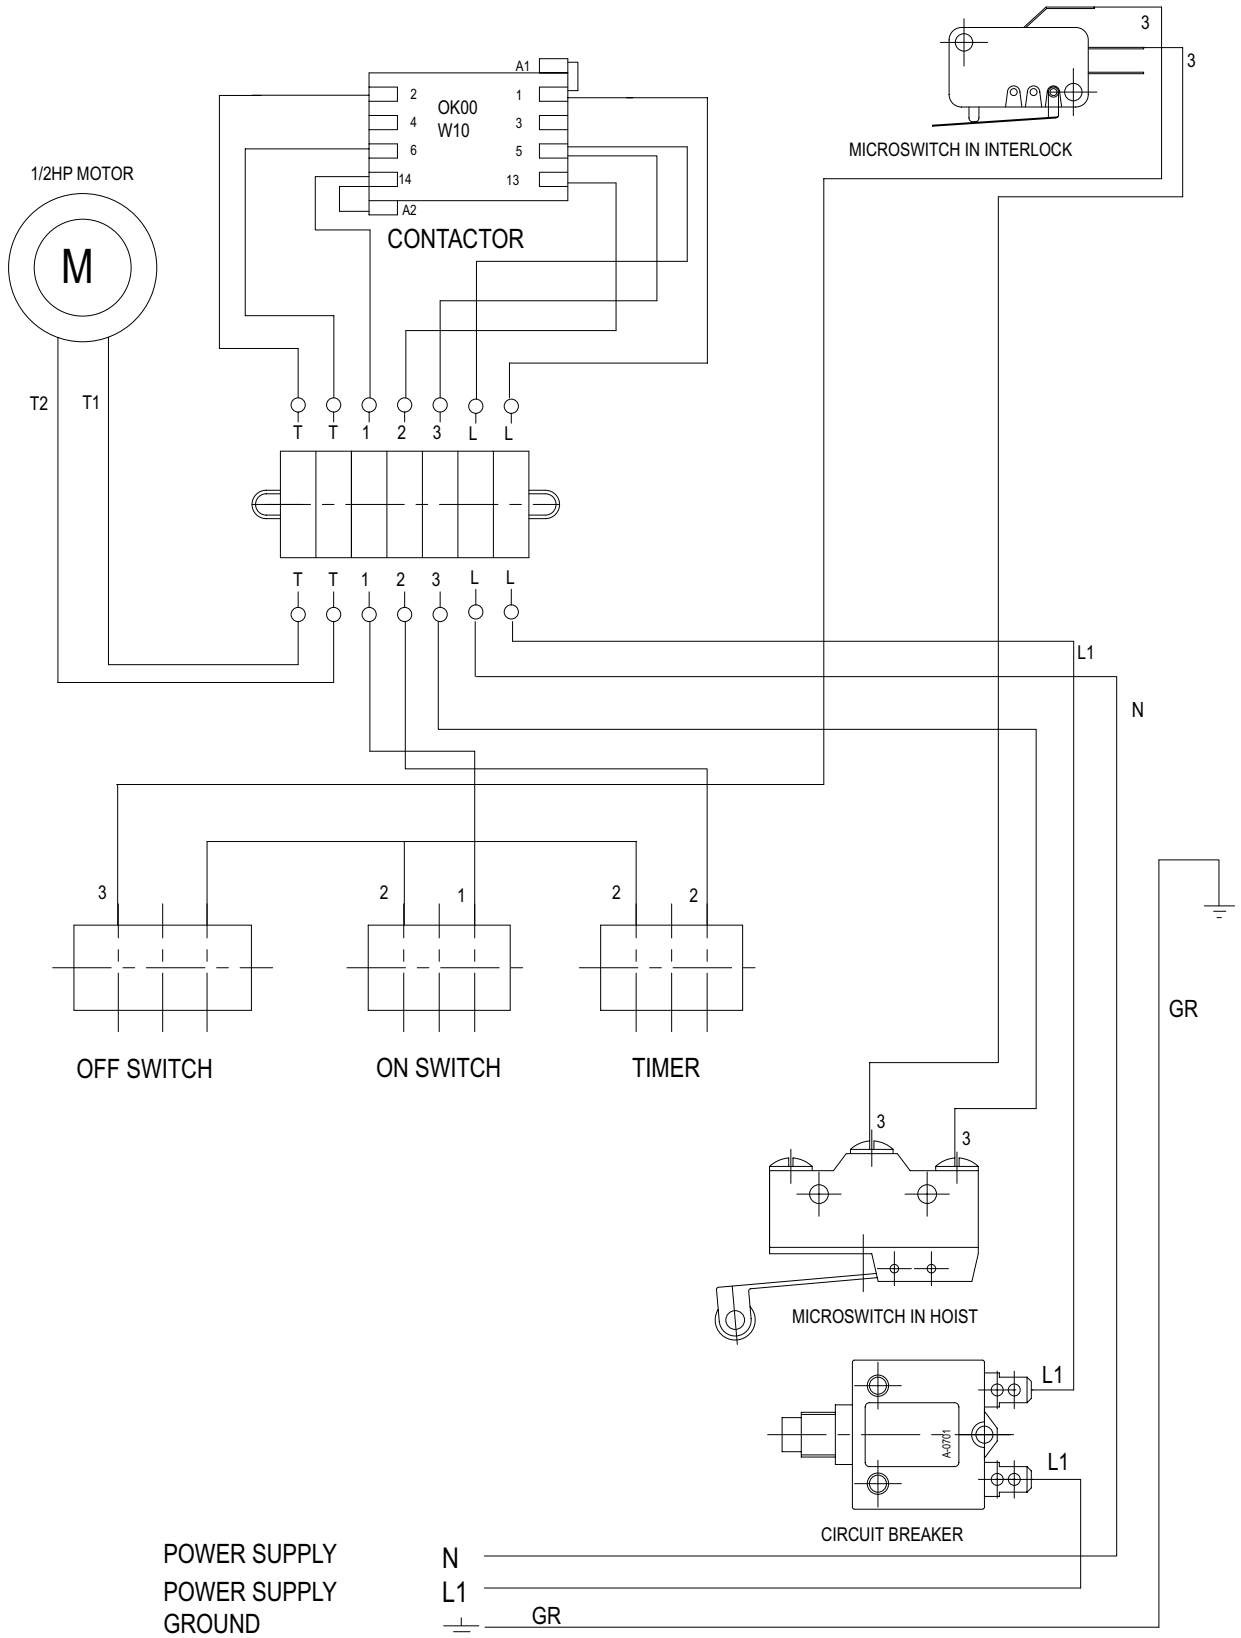 3
3
MICROSWITCH IN INTERLOCK
A1
2
1
OK00
W10
4
3
6
5
14
13
A2
CONTACTOR
1/2HP MOTOR
M
T2
T1
T T 1 2 3 L L
T T 1 2 3 L L
L1
N
3
2
1
2
2
OFF SWITCH
ON SWITCH
TIMER
GR
3
3
MICROSWITCH IN HOIST
L1
A-0701
L1
CIRCUIT BREAKER
POWER SUPPLY N
POWER SUPPLY L1
GROUND GR